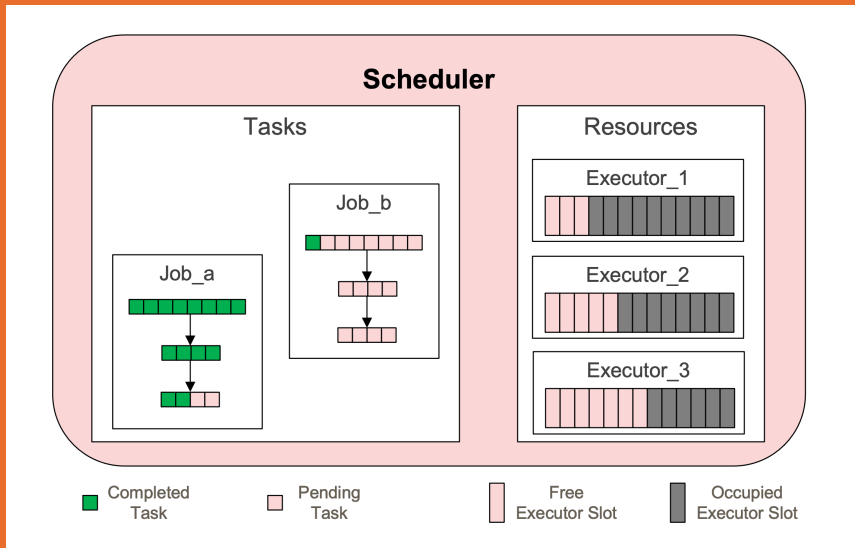 Scheduler
Tasks
Job_a
Job_b
Resources
Executor_1
Executor_2
Executor_3
Completed
Task
Pending
Task
Free
Executor Slot
Occupied
Executor Slot